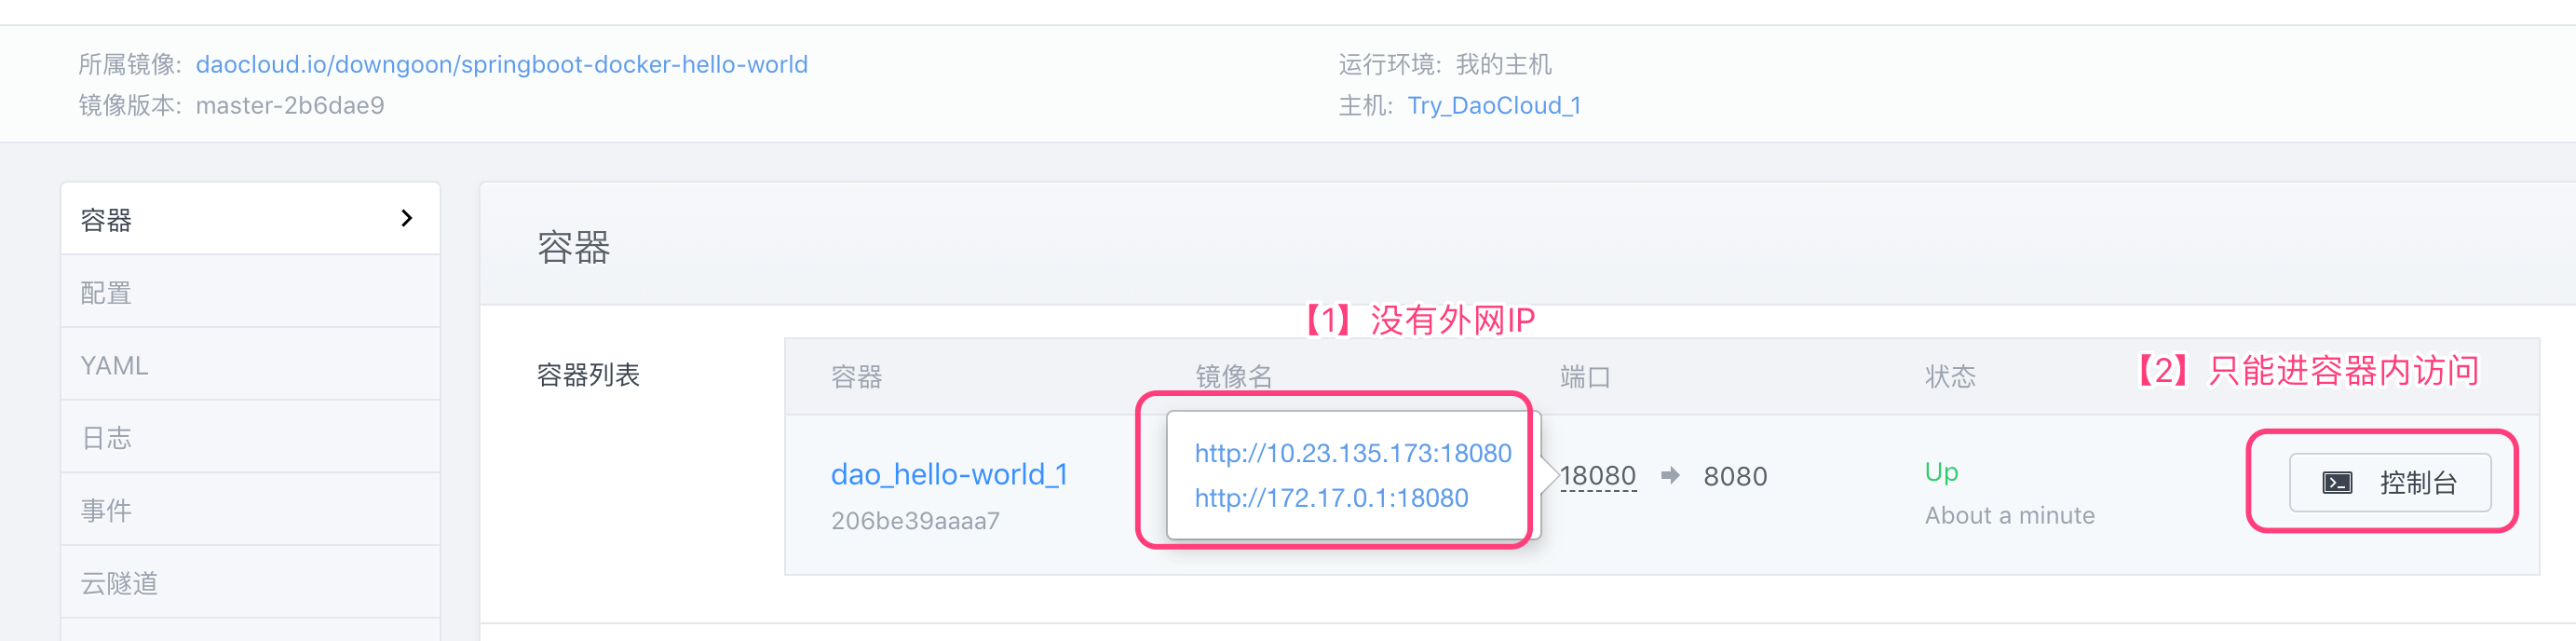 所属镜像: daocloud.io/downgoon/springboot-docker-hello-world
运行环境: 我的主机
镜像版本: master-2b6dae9
主机: Try_DaoCloud_1
容器
配置
YAML
日志
事件
云隧道
容器
【1】没有外网IP
容器列表
容器 镜像名 端口 状态
【2】只能进容器内访问
dao_hello-world_1
206be39aaaa7
http://10.23.135.173:18080
http://172.17.0.1:18080
18080 8080
Up
About a minute
控制台